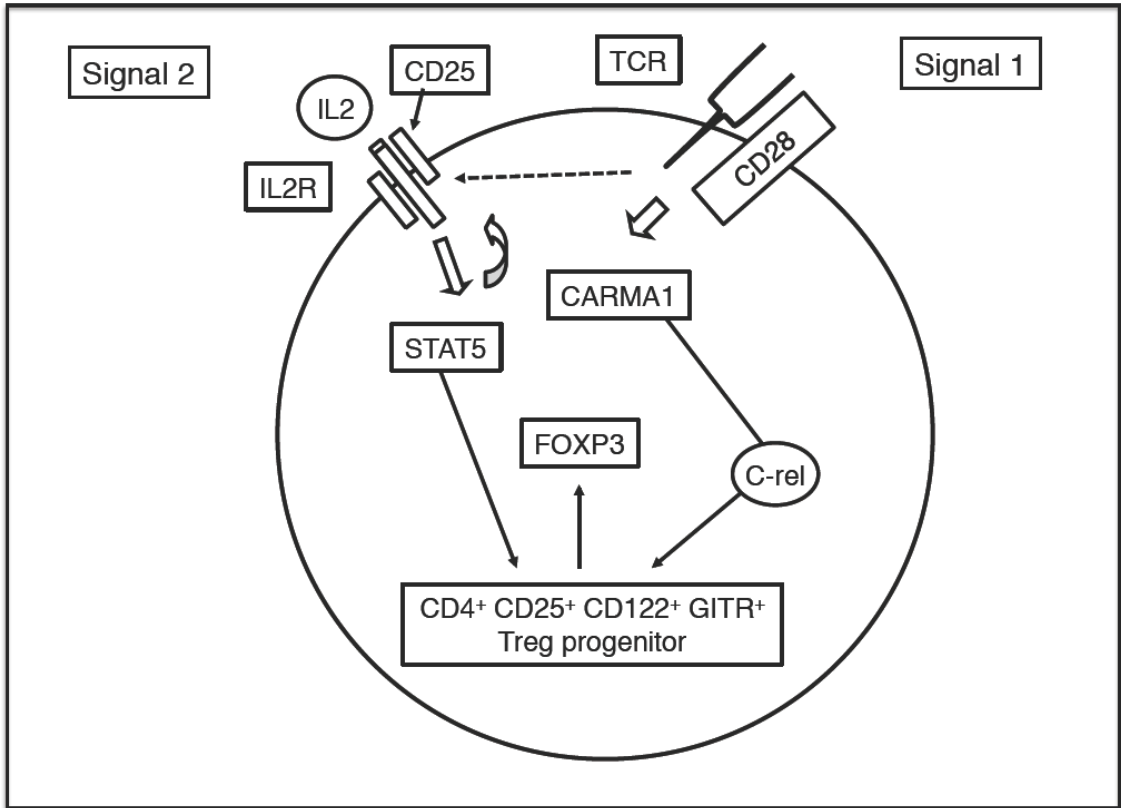 Signal 2
CD25
TCR
Signal 1
IL2
CD28
IL2R
CARMA1
STAT5
FOXP3
C-rel
CD4⁺ CD25⁺ CD122⁺ GITR⁺
Treg progenitor